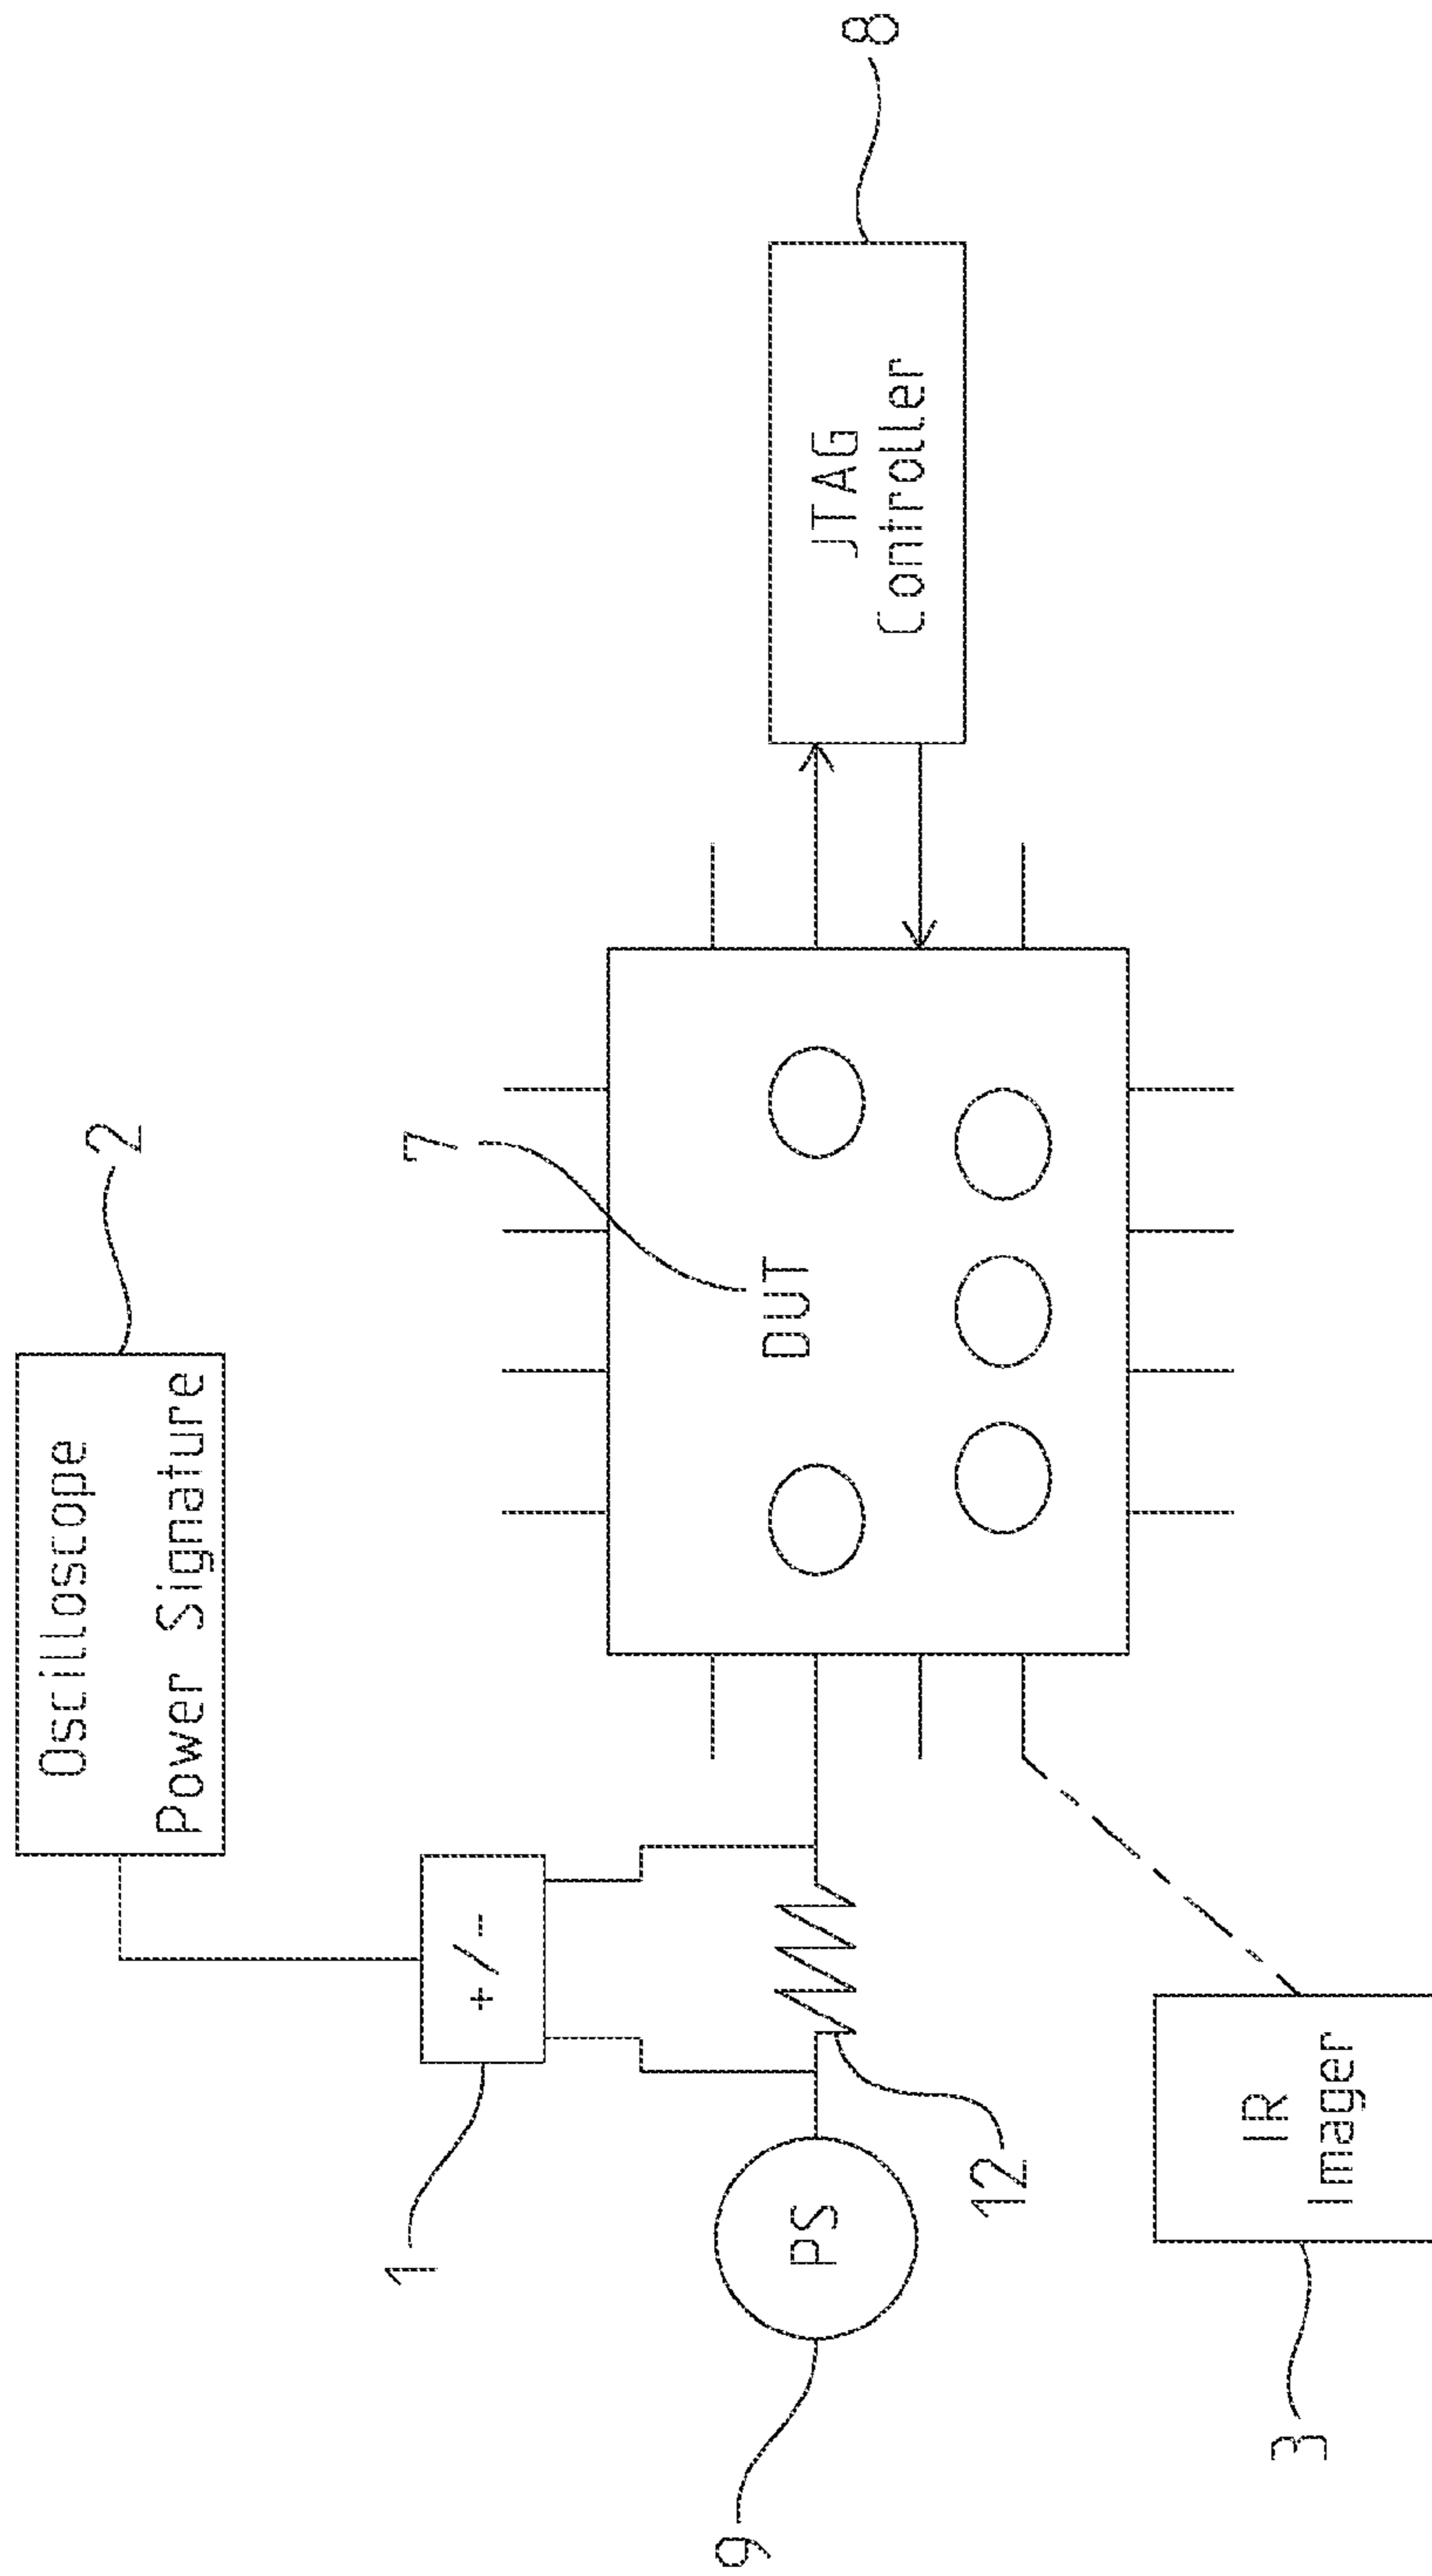 2
Oscilloscope
Power Signature
7
8
1
+/-
DUT
JTAG
Controller
9
PS
12
3
IR
Imager